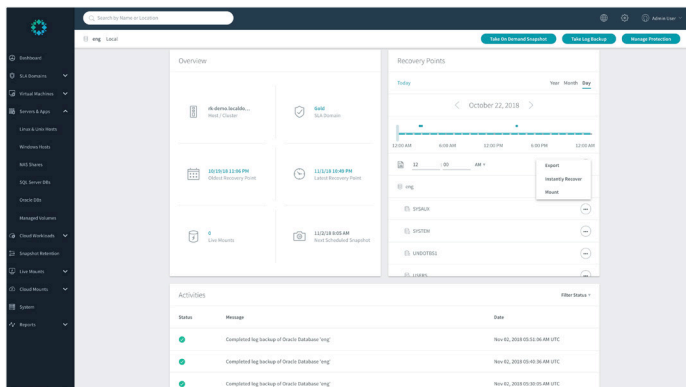 Search by Name or Location
Admin User
eng Local
Take On Demand Snapshot
Take Log Backup
Manage Protection
Dashboard
SLA Domains
Virtual Machines
Servers & Apps
Linux & Unix Hosts
Windows Hosts
NAS Shares
SQL Server DBs
Oracle DBs
Managed Volumes
Cloud Workloads
Snapshot Retention
Live Mounts
Cloud Mounts
System
Reports
Overview
rk-demo.localdo...
Host / Cluster
Gold
SLA Domain
10/19/18 12:06 PM
Oldest Recovery Point
11/1/18 10:40 PM
Latest Recovery Point
0
Live Mounts
11/2/18 8:05 AM
Next Scheduled Snapshot
Recovery Points
Today
Year Month Day
October 22, 2018
12:00 AM 6:00 AM 12:00 PM 6:00 PM 12:00 AM
12 : 00 AM
Export
Instantly Recover
Mount
eng
SYSAUX
SYSTEM
UNDOTBS1
USERS
Activities
Filter Status
Status Message Date
Completed log backup of Oracle Database 'eng' Nov 02, 2018 05:51:06 AM UTC
Completed log backup of Oracle Database 'eng' Nov 02, 2018 05:40:36 AM UTC
Completed log backup of Oracle Database 'eng' Nov 02, 2018 05:30:05 AM UTC